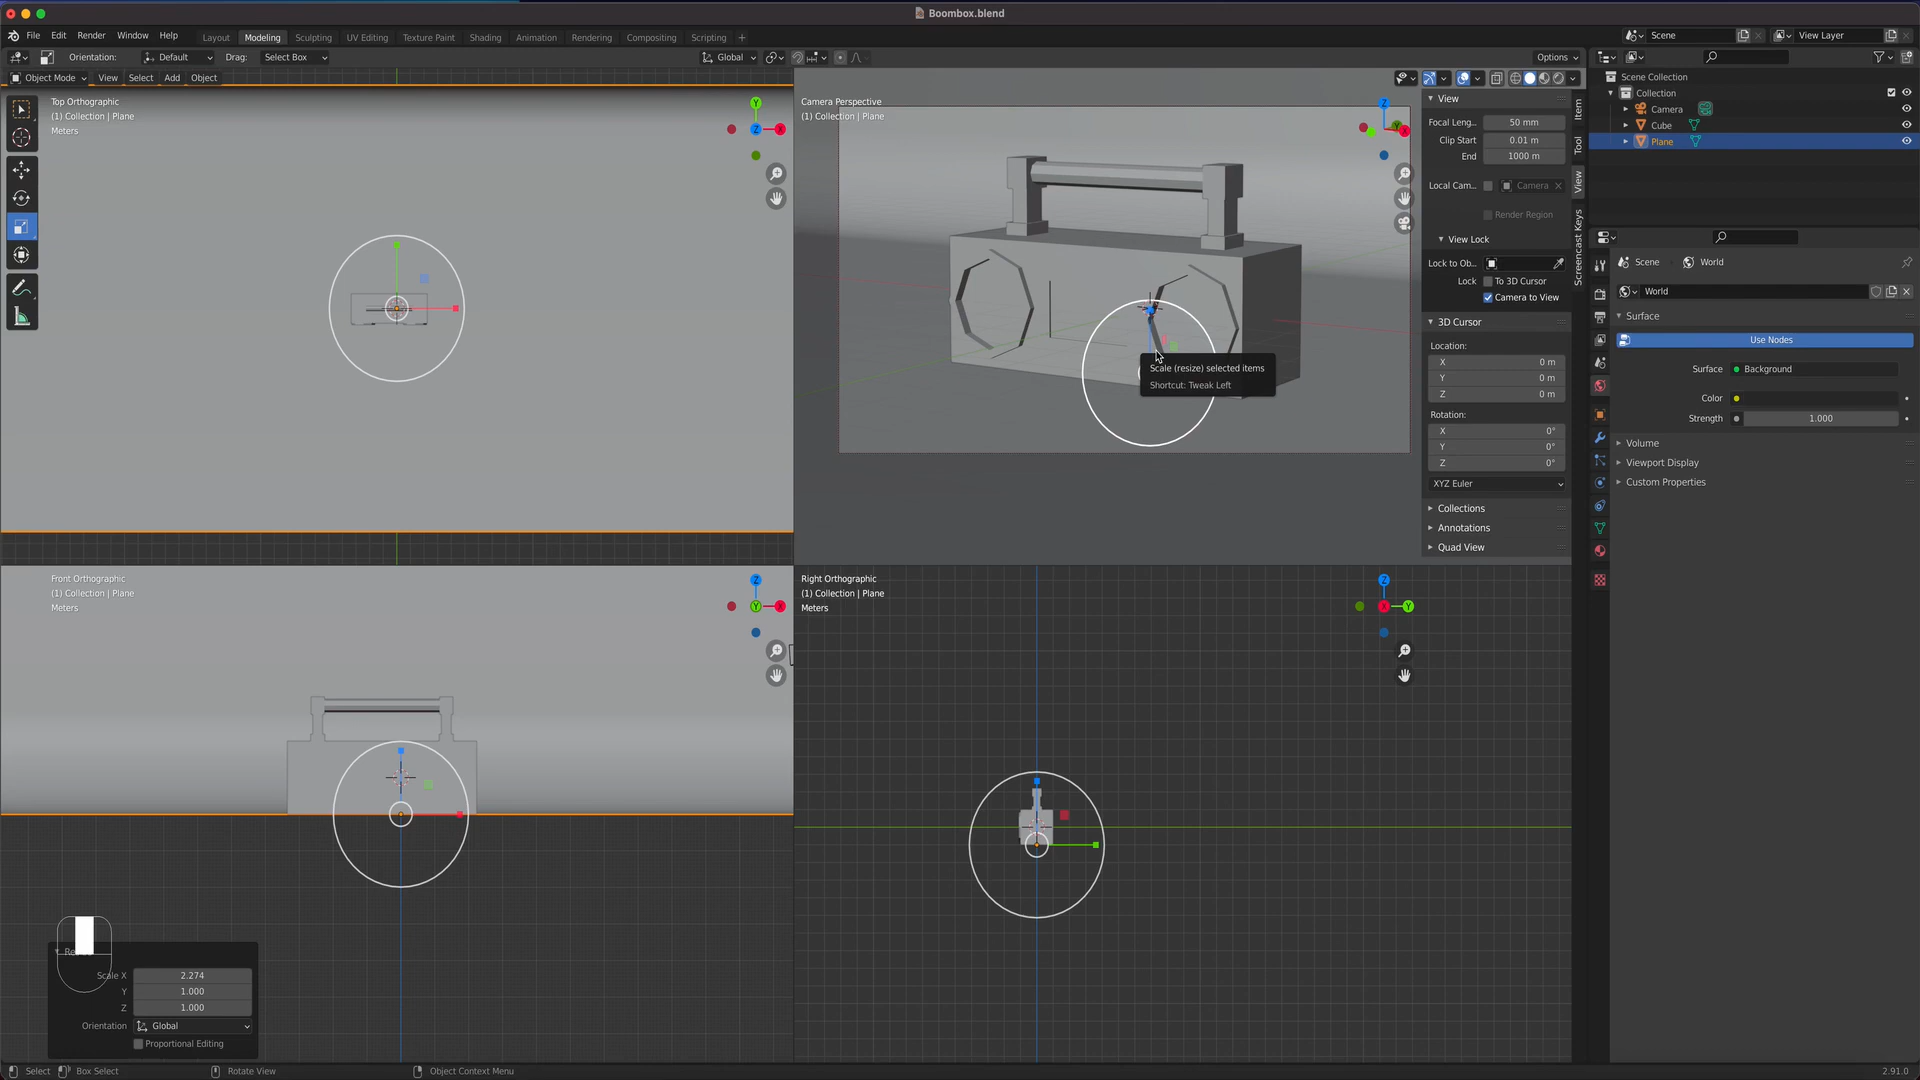 Boombox.blend
File Edit Render Window Help
Layout Modeling Sculpting UV Editing Texture Paint Shading Animation Rendering Compositing Scripting +
Scene
View Layer
Orientation: Default Drag: Select Box
Global
Options
Object Mode View Select Add Object
Top Orthographic
(1) Collection | Plane
Meters
Y
Z
X
Camera Perspective
(1) Collection | Plane
Z
Y
X
Scale (resize) selected items
Shortcut: Tweak Left
View
Focal Leng... 50 mm
Clip Start 0.01 m
End 1000 m
Local Cam... Camera
Render Region
View Lock
Lock to Ob...
Lock To 3D Cursor
Camera to View
3D Cursor
Location:
X 0 m
Y 0 m
Z 0 m
Rotation:
X 0°
Y 0°
Z 0°
XYZ Euler
Collections
Annotations
Quad View
Item
Tool
View
Screencast Keys
Scene Collection
Collection
Camera
Cube
Plane
Scene World
World
Surface
Use Nodes
Surface Background
Color
Strength 1.000
Volume
Viewport Display
Custom Properties
Front Orthographic
(1) Collection | Plane
Meters
Z
Y
X
Right Orthographic
(1) Collection | Plane
Meters
Z
X
Y
Scale X 2.274
Y 1.000
Z 1.000
Orientation Global
Proportional Editing
Select Box Select Rotate View Object Context Menu
2.91.0